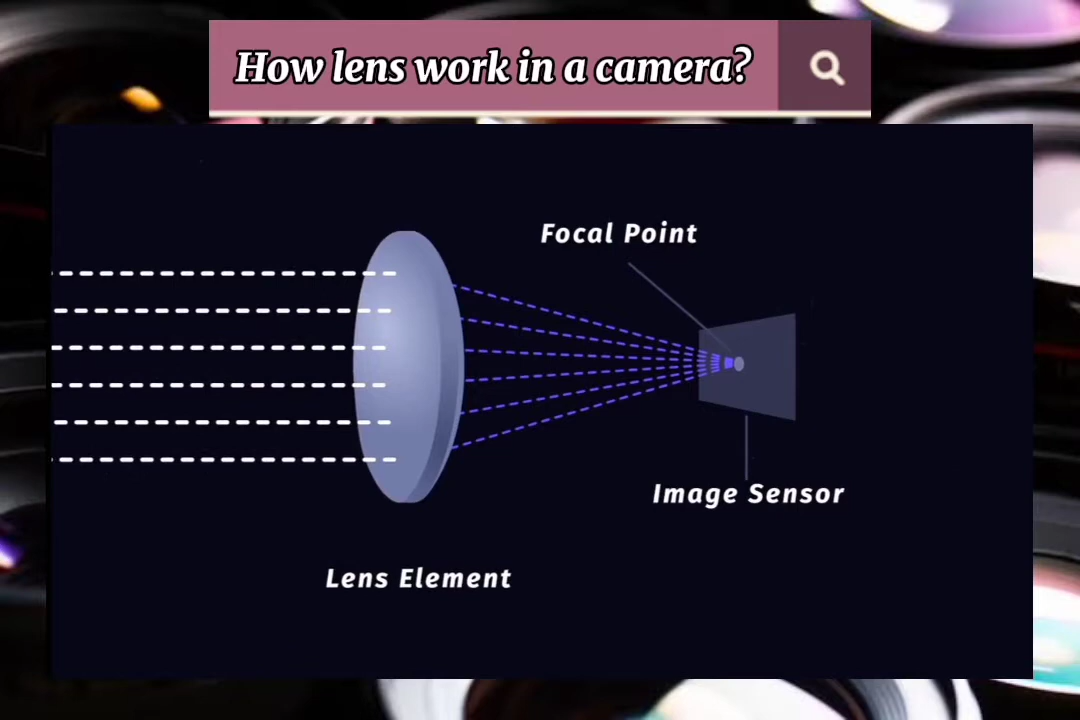 How lens work in a camera?
Focal Point
Image Sensor
Lens Element